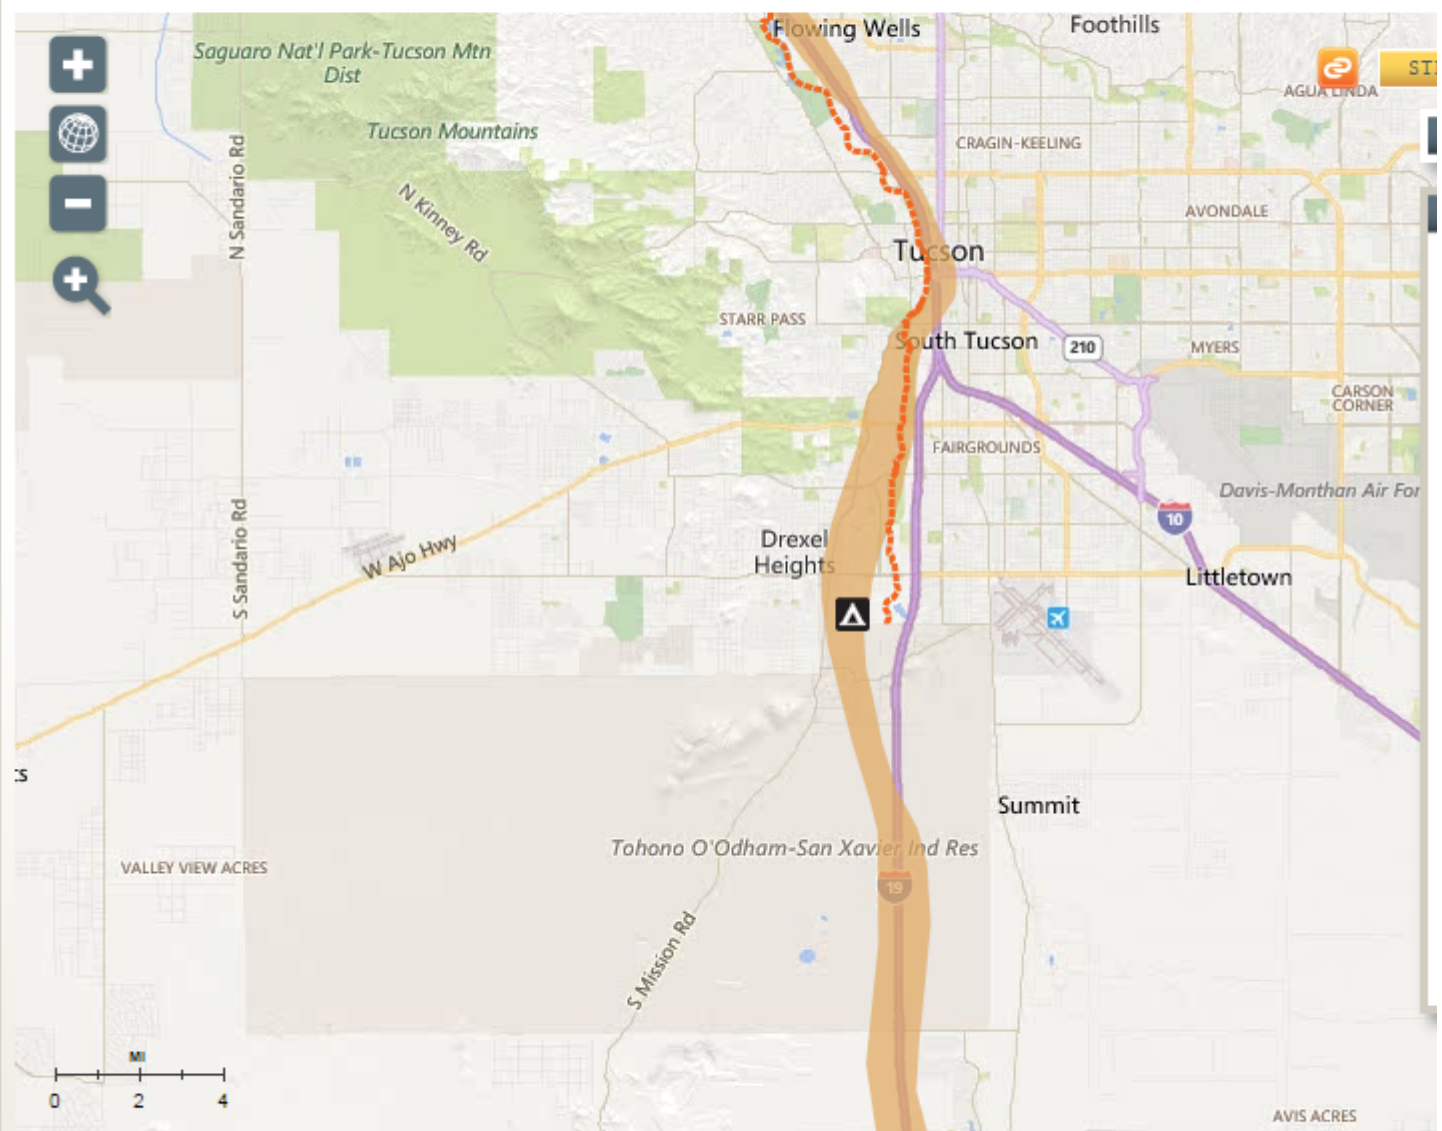 Flowing Wells
Foothills
Saguaro Nat'l Park-Tucson Mtn
Dist
AGUA LINDA
Tucson Mountains
CRAGIN-KEELING
N Sandario Rd
N Kinney Rd
AVONDALE
Tucson
STARR PASS
South Tucson
210
MYERS
CARSON
CORNER
FAIRGROUNDS
Davis-Monthan Air For
10
S Sandario Rd
W Ajo Hwy
Drexel
Heights
Littletown
Summit
Tohono O'Odham-San Xavier Ind Res
VALLEY VIEW ACRES
19
S Mission Rd
MI
0 2 4
AVIS ACRES